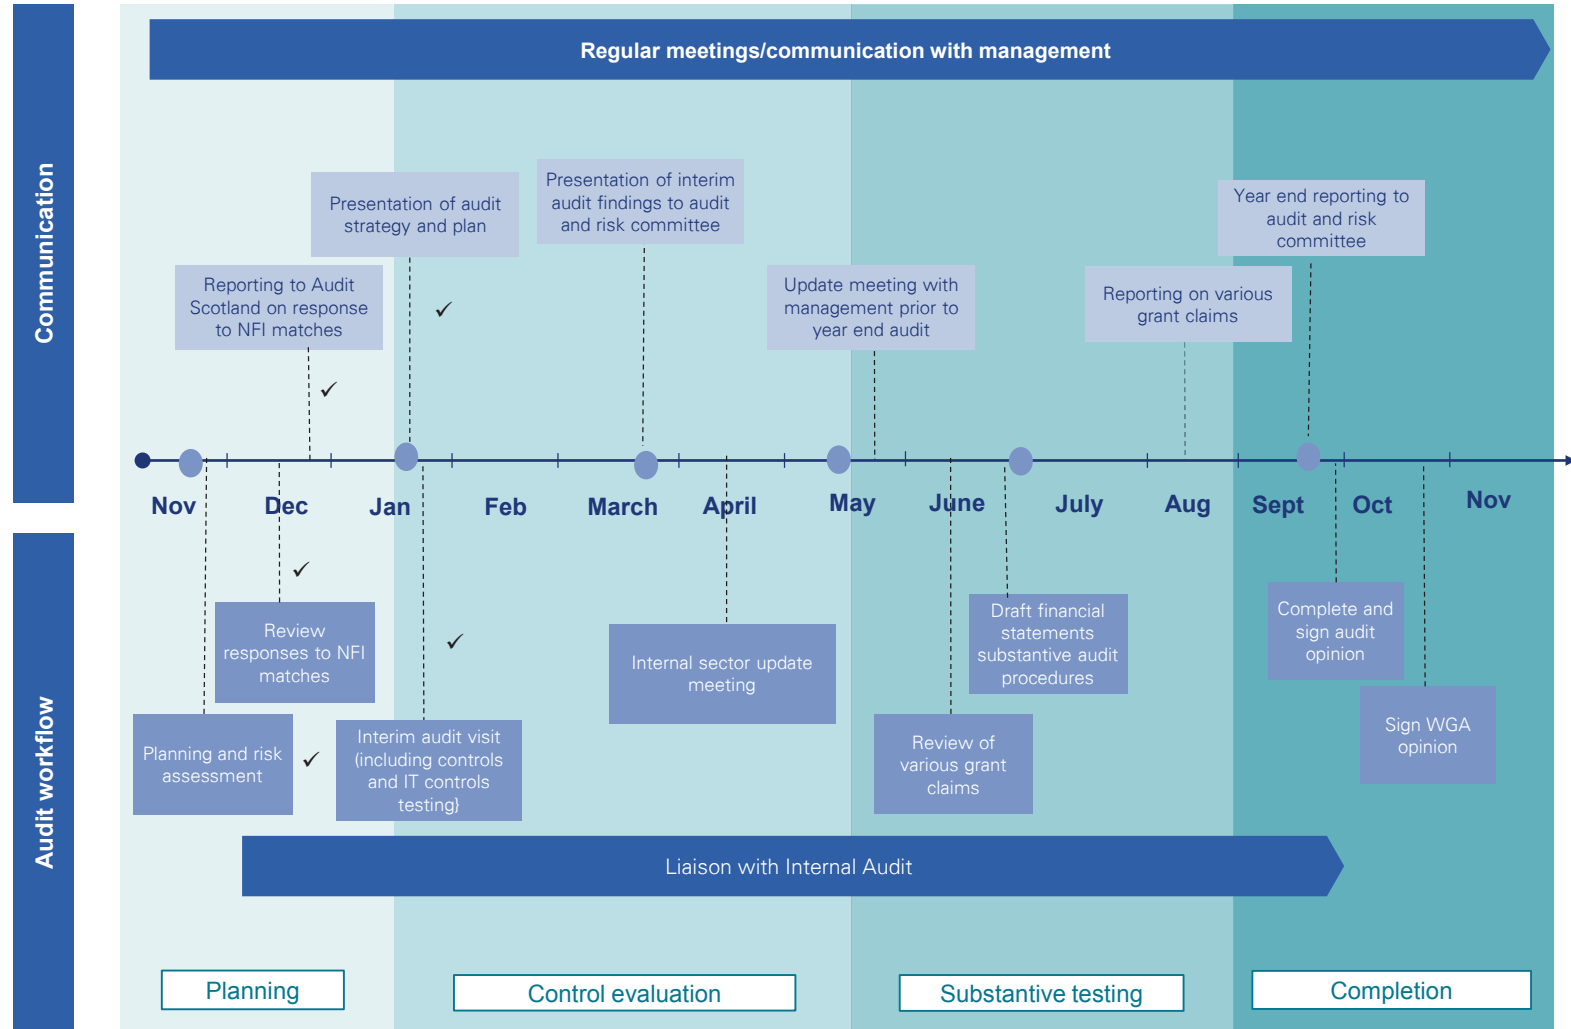 Communication
Regular meetings/communication with management
Presentation of audit
strategy and plan
Presentation of interim
audit findings to audit
and risk committee
Year end reporting to
audit and risk
committee
Reporting to Audit
Scotland on response
to NFI matches
✓
Update meeting with
management prior to
year end audit
Reporting on various
grant claims
✓
Nov
Dec
Jan
Feb
March
April
May
June
July
Aug
Sept
Oct
Nov
Audit workflow
✓
Review
responses to NFI
matches
✓
Internal sector update
meeting
Draft financial
statements
substantive audit
procedures
Complete and
sign audit
opinion
Planning and risk
assessment
✓
Interim audit visit
(including controls
and IT controls
testing}
Review of
various grant
claims
Sign WGA
opinion
Liaison with Internal Audit
Planning
Control evaluation
Substantive testing
Completion